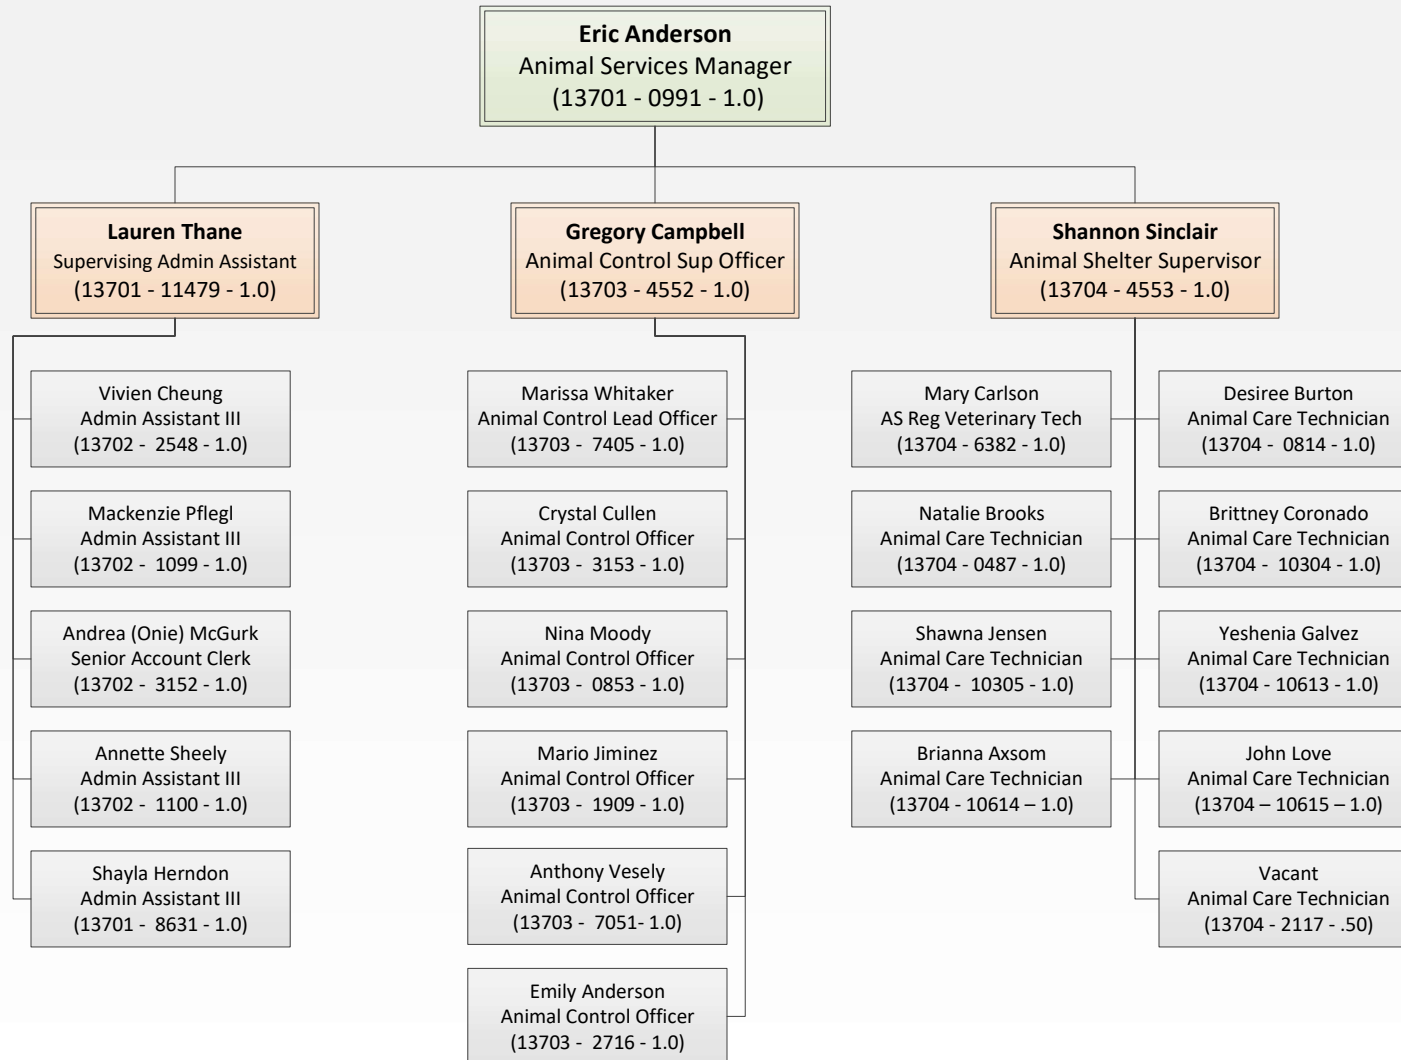 Eric Anderson
Animal Services Manager
(13701 - 0991 - 1.0)
Lauren Thane
Supervising Admin Assistant
(13701 - 11479 - 1.0)
Gregory Campbell
Animal Control Sup Officer
(13703 - 4552 - 1.0)
Shannon Sinclair
Animal Shelter Supervisor
(13704 - 4553 - 1.0)
Vivien Cheung
Admin Assistant III
(13702 -  2548 - 1.0)
Mackenzie Pflegl
Admin Assistant III
(13702 -  1099 - 1.0)
Andrea (Onie) McGurk
Senior Account Clerk
(13702 -  3152 - 1.0)
Annette Sheely
Admin Assistant III
(13702 -  1100 - 1.0)
Shayla Herndon
Admin Assistant III
(13701 -  8631 - 1.0)
Marissa Whitaker
Animal Control Lead Officer
(13703 -  7405 - 1.0)
Crystal Cullen
Animal Control Officer
(13703 -  3153 - 1.0)
Nina Moody
Animal Control Officer
(13703 -  0853 - 1.0)
Mario Jiminez
Animal Control Officer
(13703 -  1909 - 1.0)
Anthony Vesely
Animal Control Officer
(13703 -  7051- 1.0)
Emily Anderson
Animal Control Officer
(13703 -  2716 - 1.0)
Mary Carlson
AS Reg Veterinary Tech
(13704 - 6382 - 1.0)
Natalie Brooks
Animal Care Technician
(13704 - 0487 - 1.0)
Shawna Jensen
Animal Care Technician
(13704 -  10305 - 1.0)
Brianna Axsom
Animal Care Technician
(13704 - 10614 – 1.0)
Desiree Burton
Animal Care Technician
(13704 -  0814 - 1.0)
Brittney Coronado
Animal Care Technician
(13704 -  10304 - 1.0)
Yeshenia Galvez
Animal Care Technician
(13704 - 10613 - 1.0)
John Love
Animal Care Technician
(13704 – 10615 – 1.0)
Vacant
Animal Care Technician
(13704 - 2117 - .50)